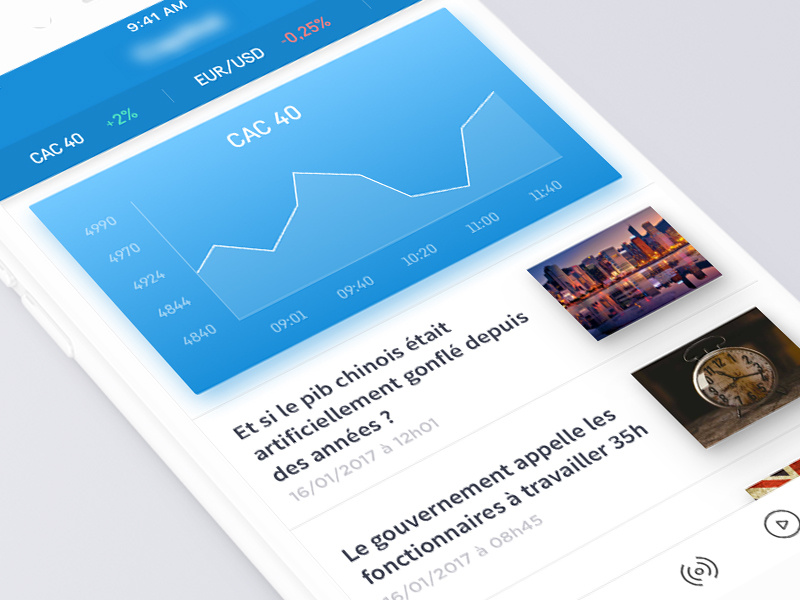 9:41 AM
CAC 40 +2% EUR/USD -0,25%
CAC 40
4990
4970
4924
4844
4840
09:01 09:40 10:20 11:00 11:40
Et si le pib chinois était
artificiellement gonflé depuis
des années ?
16/01/2017 à 12h01
Le gouvernement appelle les
fonctionnaires à travailler 35h
16/01/2017 à 08h45